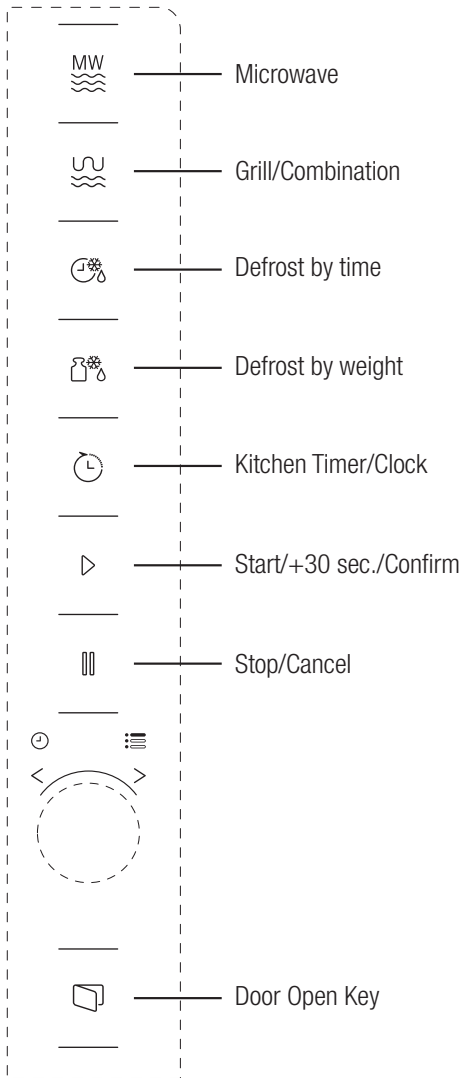 MW
Microwave
Grill/Combination
Defrost by time
Defrost by weight
Kitchen Timer/Clock
Start/+30 sec./Confirm
Stop/Cancel
Door Open Key